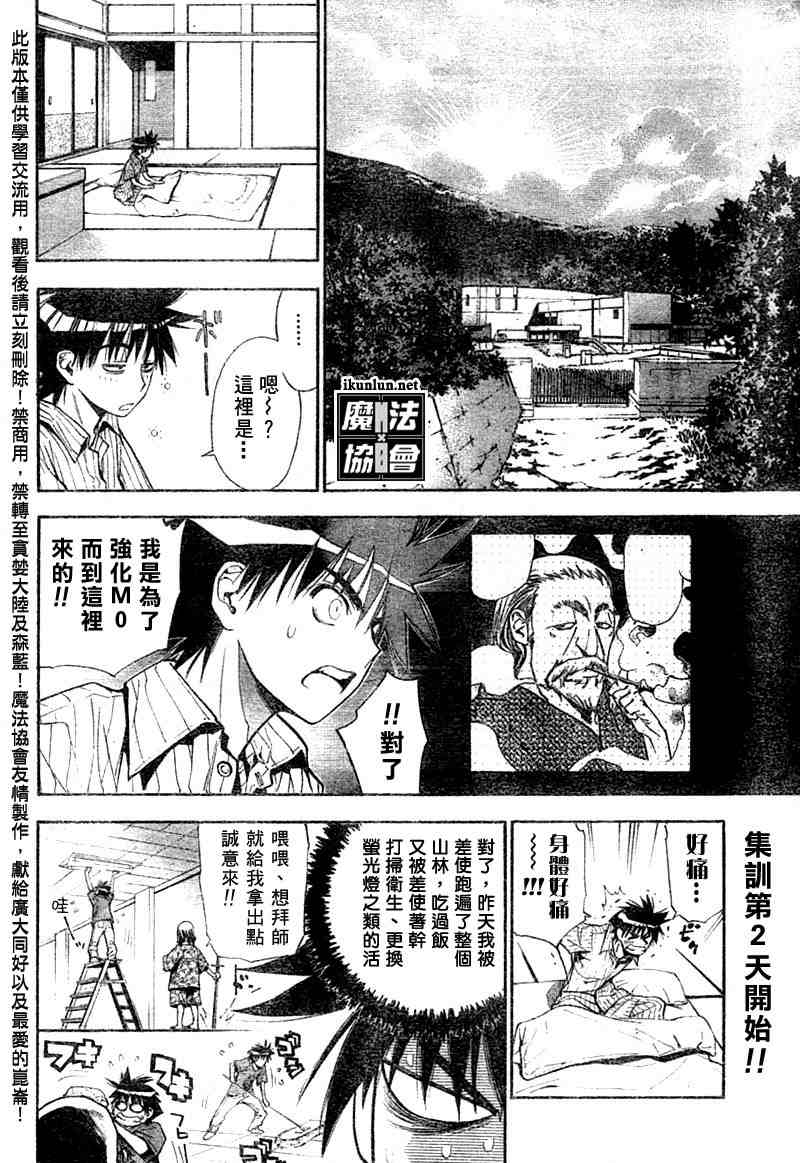 此版本僅供學習交流用，觀看後請立刻刪除！禁商用，禁轉至貪婪大陸及森藍！魔法協會友情製作，獻給廣大同好以及最愛的崑崙！
ikunlun.net
魔法
協會
……
嗯～？
這裡是…
!!對了
我是為了
強化M0
而到這裡
來的!!
集訓第2天開始!!
好痛…
身體好痛
～～!!!
對了，昨天我被
差使跑遍了整個
山林，吃過飯
又被差使著幹
打掃衛生、更換
螢光燈之類的活
喂喂、想拜師
就給我拿出點
誠意來!!
哇
フキ
フキ